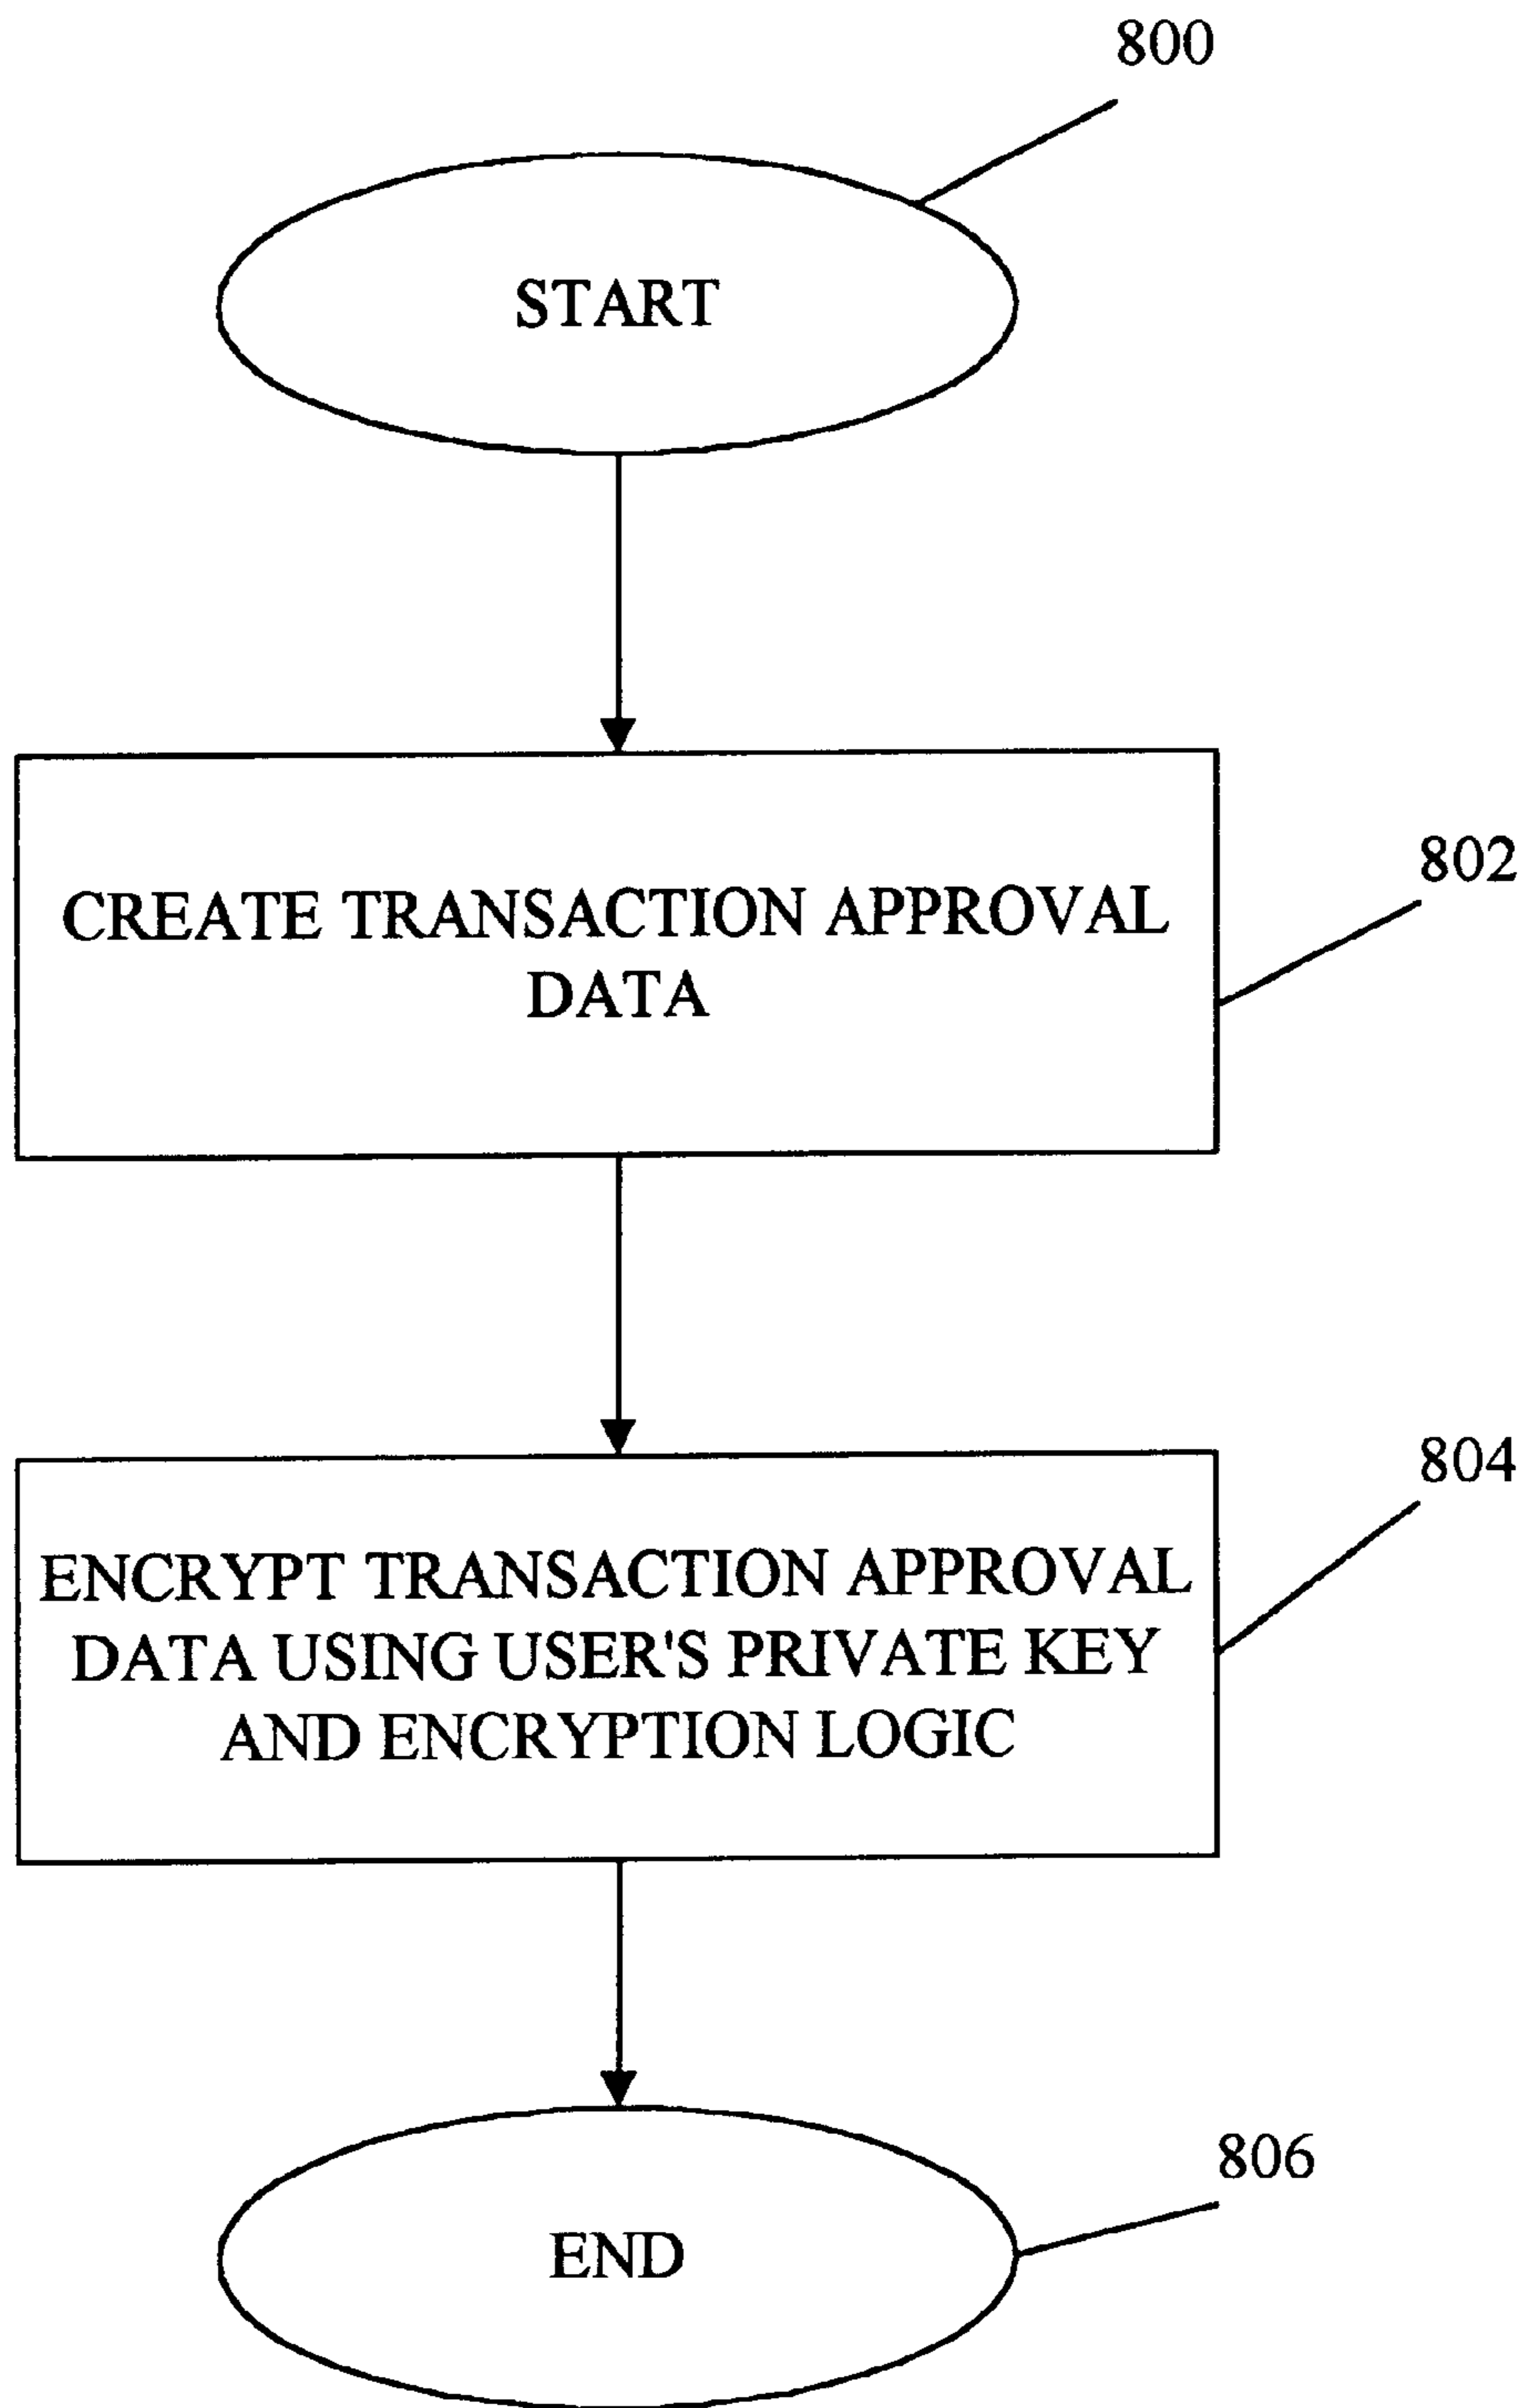 800
START
802
CREATE TRANSACTION APPROVAL
DATA
804
ENCRYPT TRANSACTION APPROVAL
DATA USING USER'S PRIVATE KEY
AND ENCRYPTION LOGIC
806
END